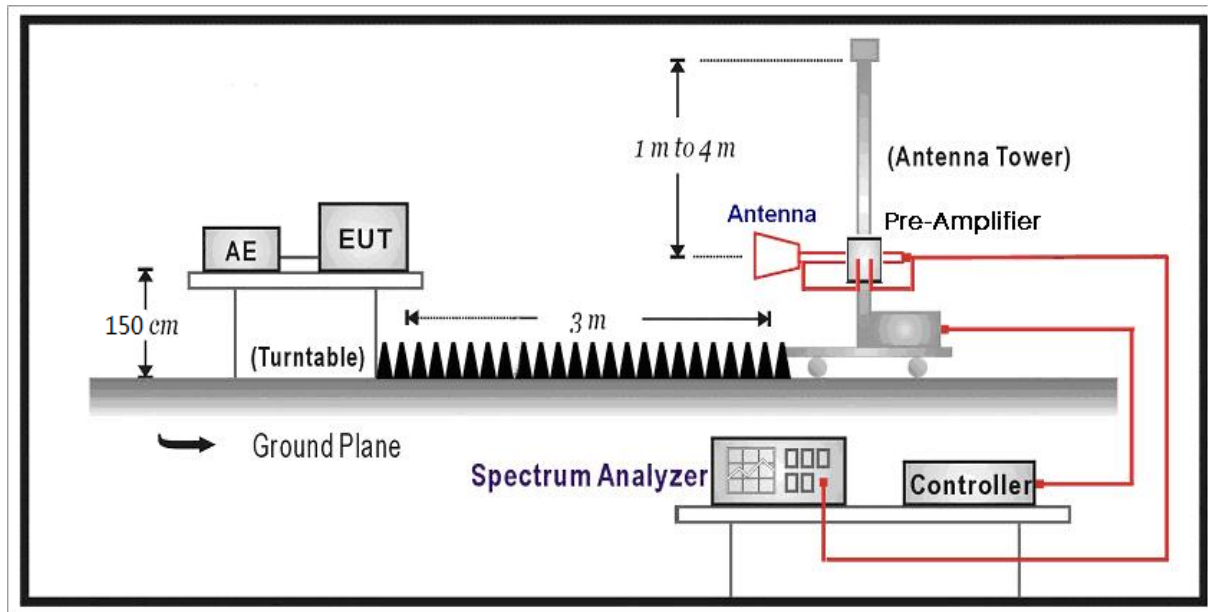 1 m to 4 m
(Antenna Tower)
Antenna
Pre-Amplifier
AE
EUT
150 cm
3 m
(Turntable)
Ground Plane
Spectrum Analyzer
Controller